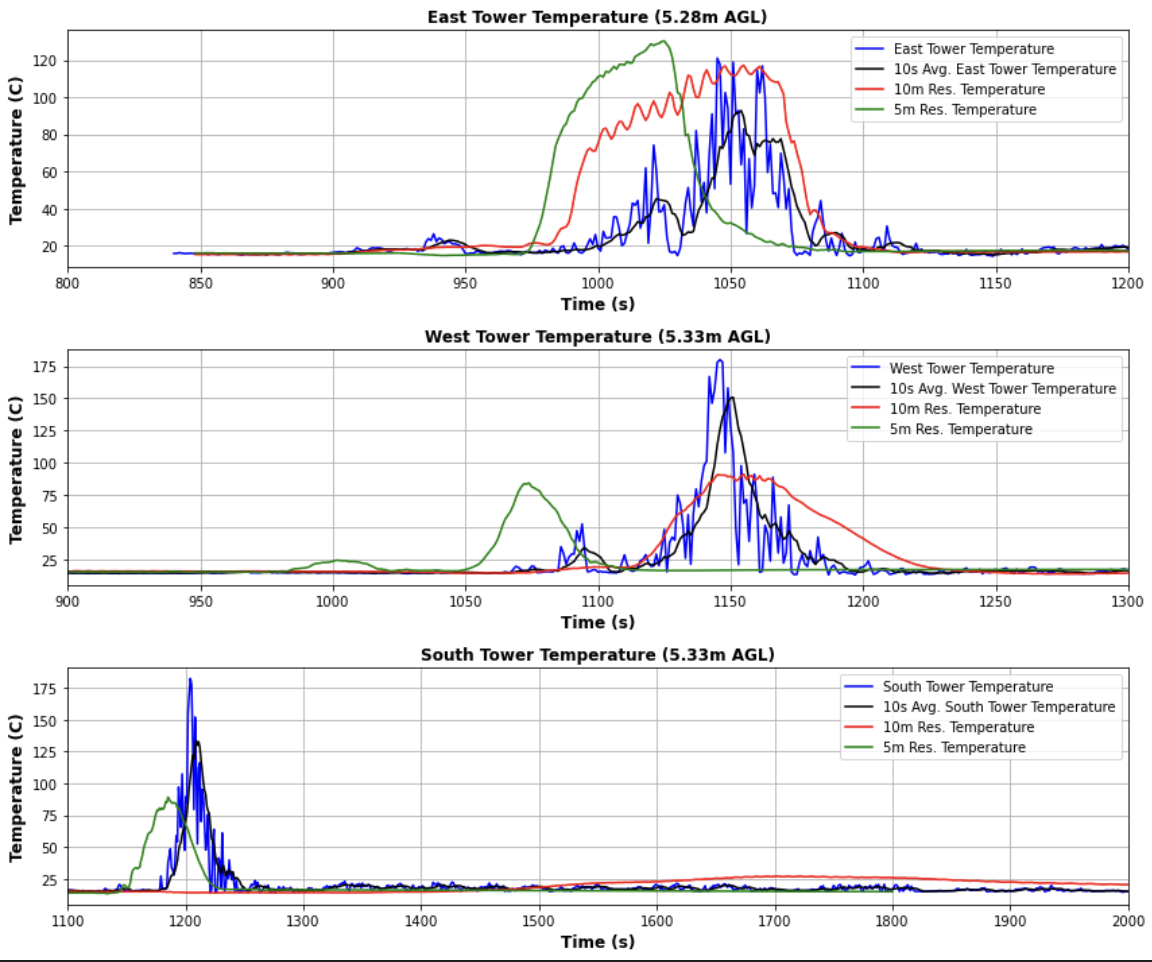 East Tower Temperature (5.28m AGL)
Temperature (C)
120
100
80
60
40
20
East Tower Temperature
10s Avg. East Tower Temperature
10m Res. Temperature
5m Res. Temperature
800 850 900 950 1000 1050 1100 1150 1200
Time (s)
West Tower Temperature (5.33m AGL)
Temperature (C)
175
150
125
100
75
50
25
West Tower Temperature
10s Avg. West Tower Temperature
10m Res. Temperature
5m Res. Temperature
900 950 1000 1050 1100 1150 1200 1250 1300
Time (s)
South Tower Temperature (5.33m AGL)
Temperature (C)
175
150
125
100
75
50
25
South Tower Temperature
10s Avg. South Tower Temperature
10m Res. Temperature
5m Res. Temperature
1100 1200 1300 1400 1500 1600 1700 1800 1900 2000
Time (s)